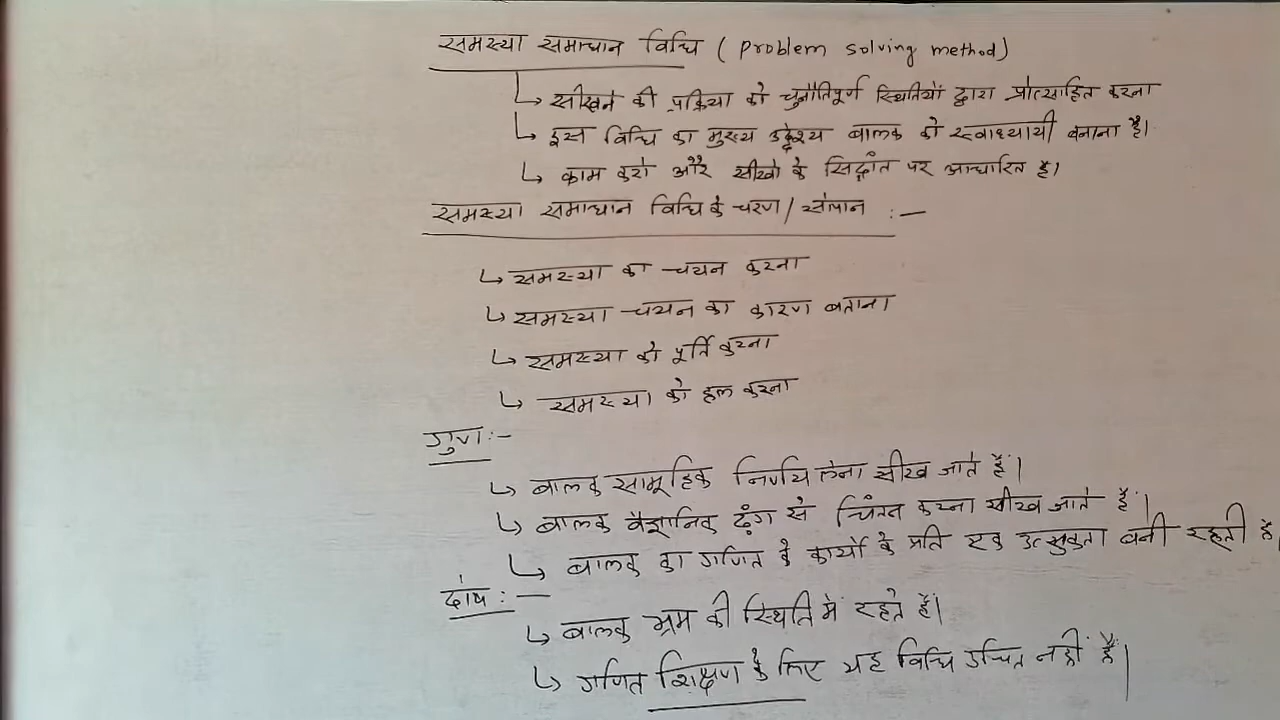 समस्या समाधान विधि ( problem solving method)
↳ सीखने की प्रक्रिया को चुनौतिपूर्ण स्थितियों द्वारा प्रोत्साहित करना
↳ इस विधि का मुख्य उद्देश्य बालक को स्वाध्यायी बनाना है।
↳ काम करो और सीखो के सिद्धांत पर आधारित है।
समस्या समाधान विधि के चरण / सोपान :—
↳ समस्या का चयन करना
↳ समस्या चयन का कारण बताना
↳ समस्या को पूर्ति करना
↳ समस्या को हल करना
गुण:-
↳ बालक सामूहिक निर्णय लेना सीख जाते हैं।
↳ बालक वैज्ञानिक ढ़ंग से चिंतन करना सीख जाते हैं।
↳ बालक का गणित के कार्यों के प्रति एक उत्सुकता बनी रहती है
दोष:—
↳ बालक भ्रम की स्थिति में रहते हैं।
↳ गणित शिक्षण के लिए यह विधि उचित नहीं हैं।